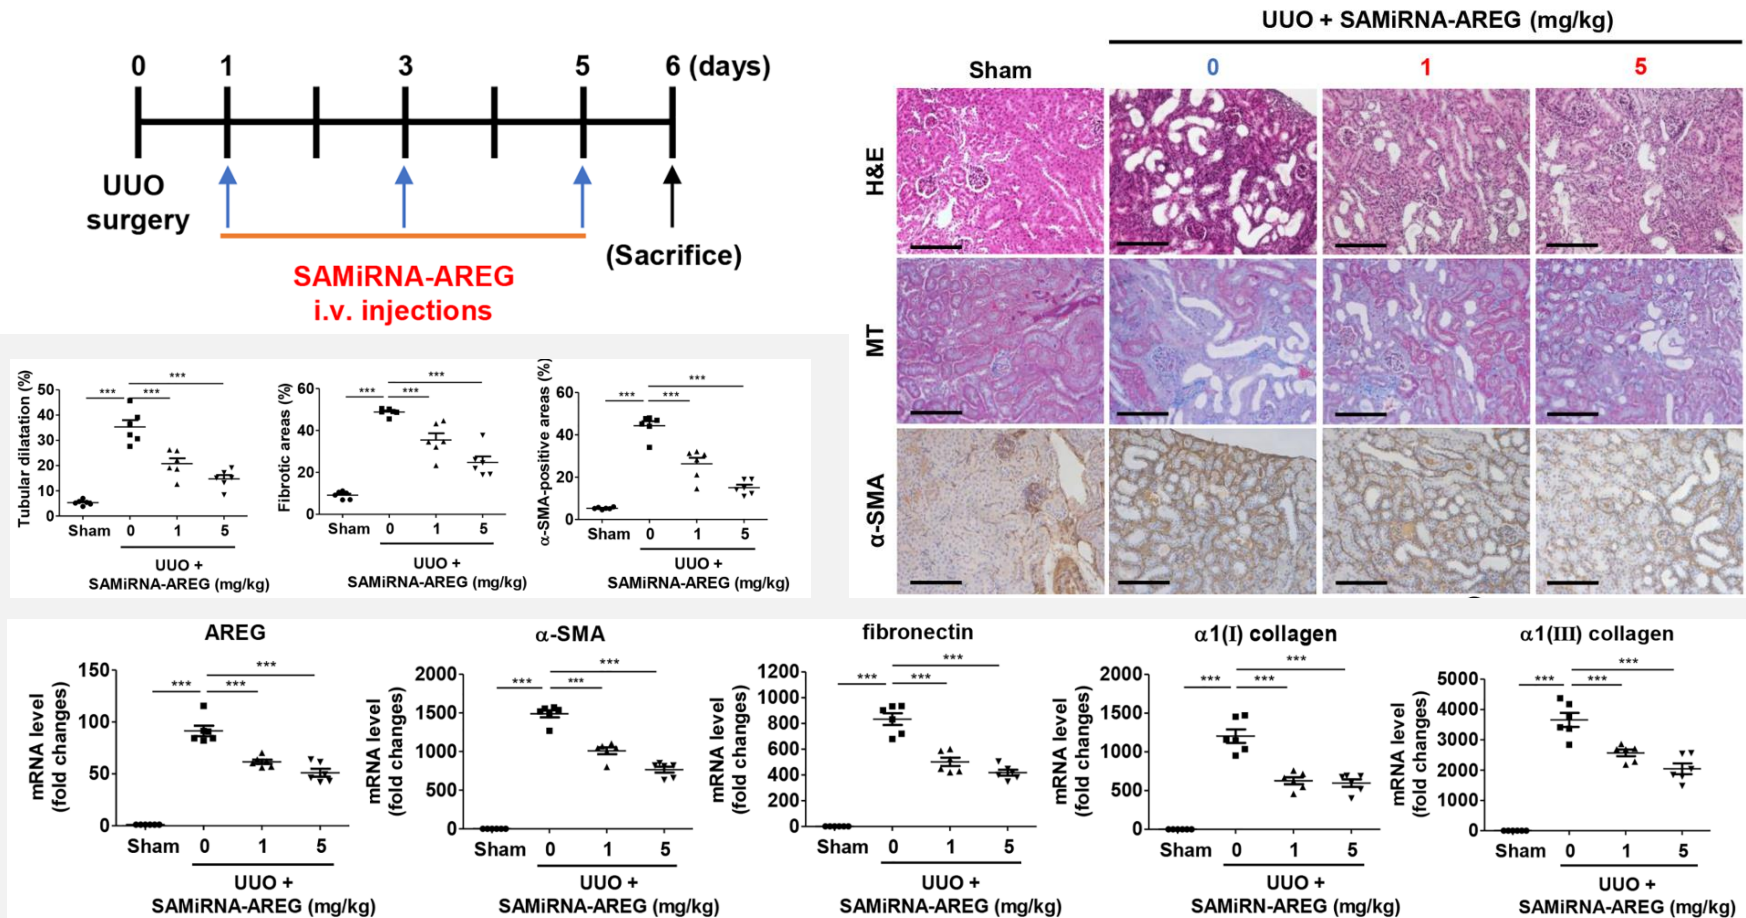 0 1 3 5 6 (days)
UUO
surgery
(Sacrifice)
SAMiRNA-AREG
i.v. injections
UUO + SAMiRNA-AREG (mg/kg)
Sham 0 1 5
H&E
MT
α-SMA
Tubular dilatation (%)
50
40
30
20
10
0
*** *** ***
Sham 0 1 5
UUO +
SAMiRNA-AREG (mg/kg)
Fibrotic areas (%)
60
40
20
0
*** *** ***
Sham 0 1 5
UUO +
SAMiRNA-AREG (mg/kg)
α-SMA-positive areas (%)
60
40
20
0
*** *** ***
Sham 0 1 5
UUO +
SAMiRNA-AREG (mg/kg)
AREG
mRNA level
(fold changes)
150
100
50
0
*** *** ***
Sham 0 1 5
UUO +
SAMiRNA-AREG (mg/kg)
α-SMA
mRNA level
(fold changes)
2000
1500
1000
500
0
*** *** ***
Sham 0 1 5
UUO +
SAMiRNA-AREG (mg/kg)
fibronectin
mRNA level
(fold changes)
1200
1000
800
600
400
200
0
*** *** ***
Sham 0 1 5
UUO +
SAMiRNA-AREG (mg/kg)
α1(I) collagen
mRNA level
(fold changes)
2000
1500
1000
500
0
*** *** ***
Sham 0 1 5
UUO +
SAMiRN-AREG (mg/kg)
α1(III) collagen
mRNA level
(fold changes)
5000
4000
3000
2000
1000
0
*** *** ***
Sham 0 1 5
UUO +
SAMiRNA-AREG (mg/kg)